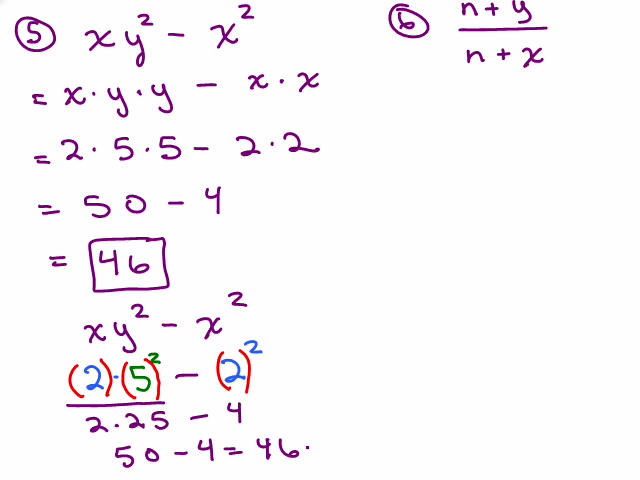 ⑤ xy² - x²
= x · y · y - x · x
= 2 · 5 · 5 - 2 · 2
= 50 - 4
= 46
xy² - x²
(2) · (5)² - (2)²
2 · 25 - 4
50 - 4 = 46.
⑥ n + y
n + x